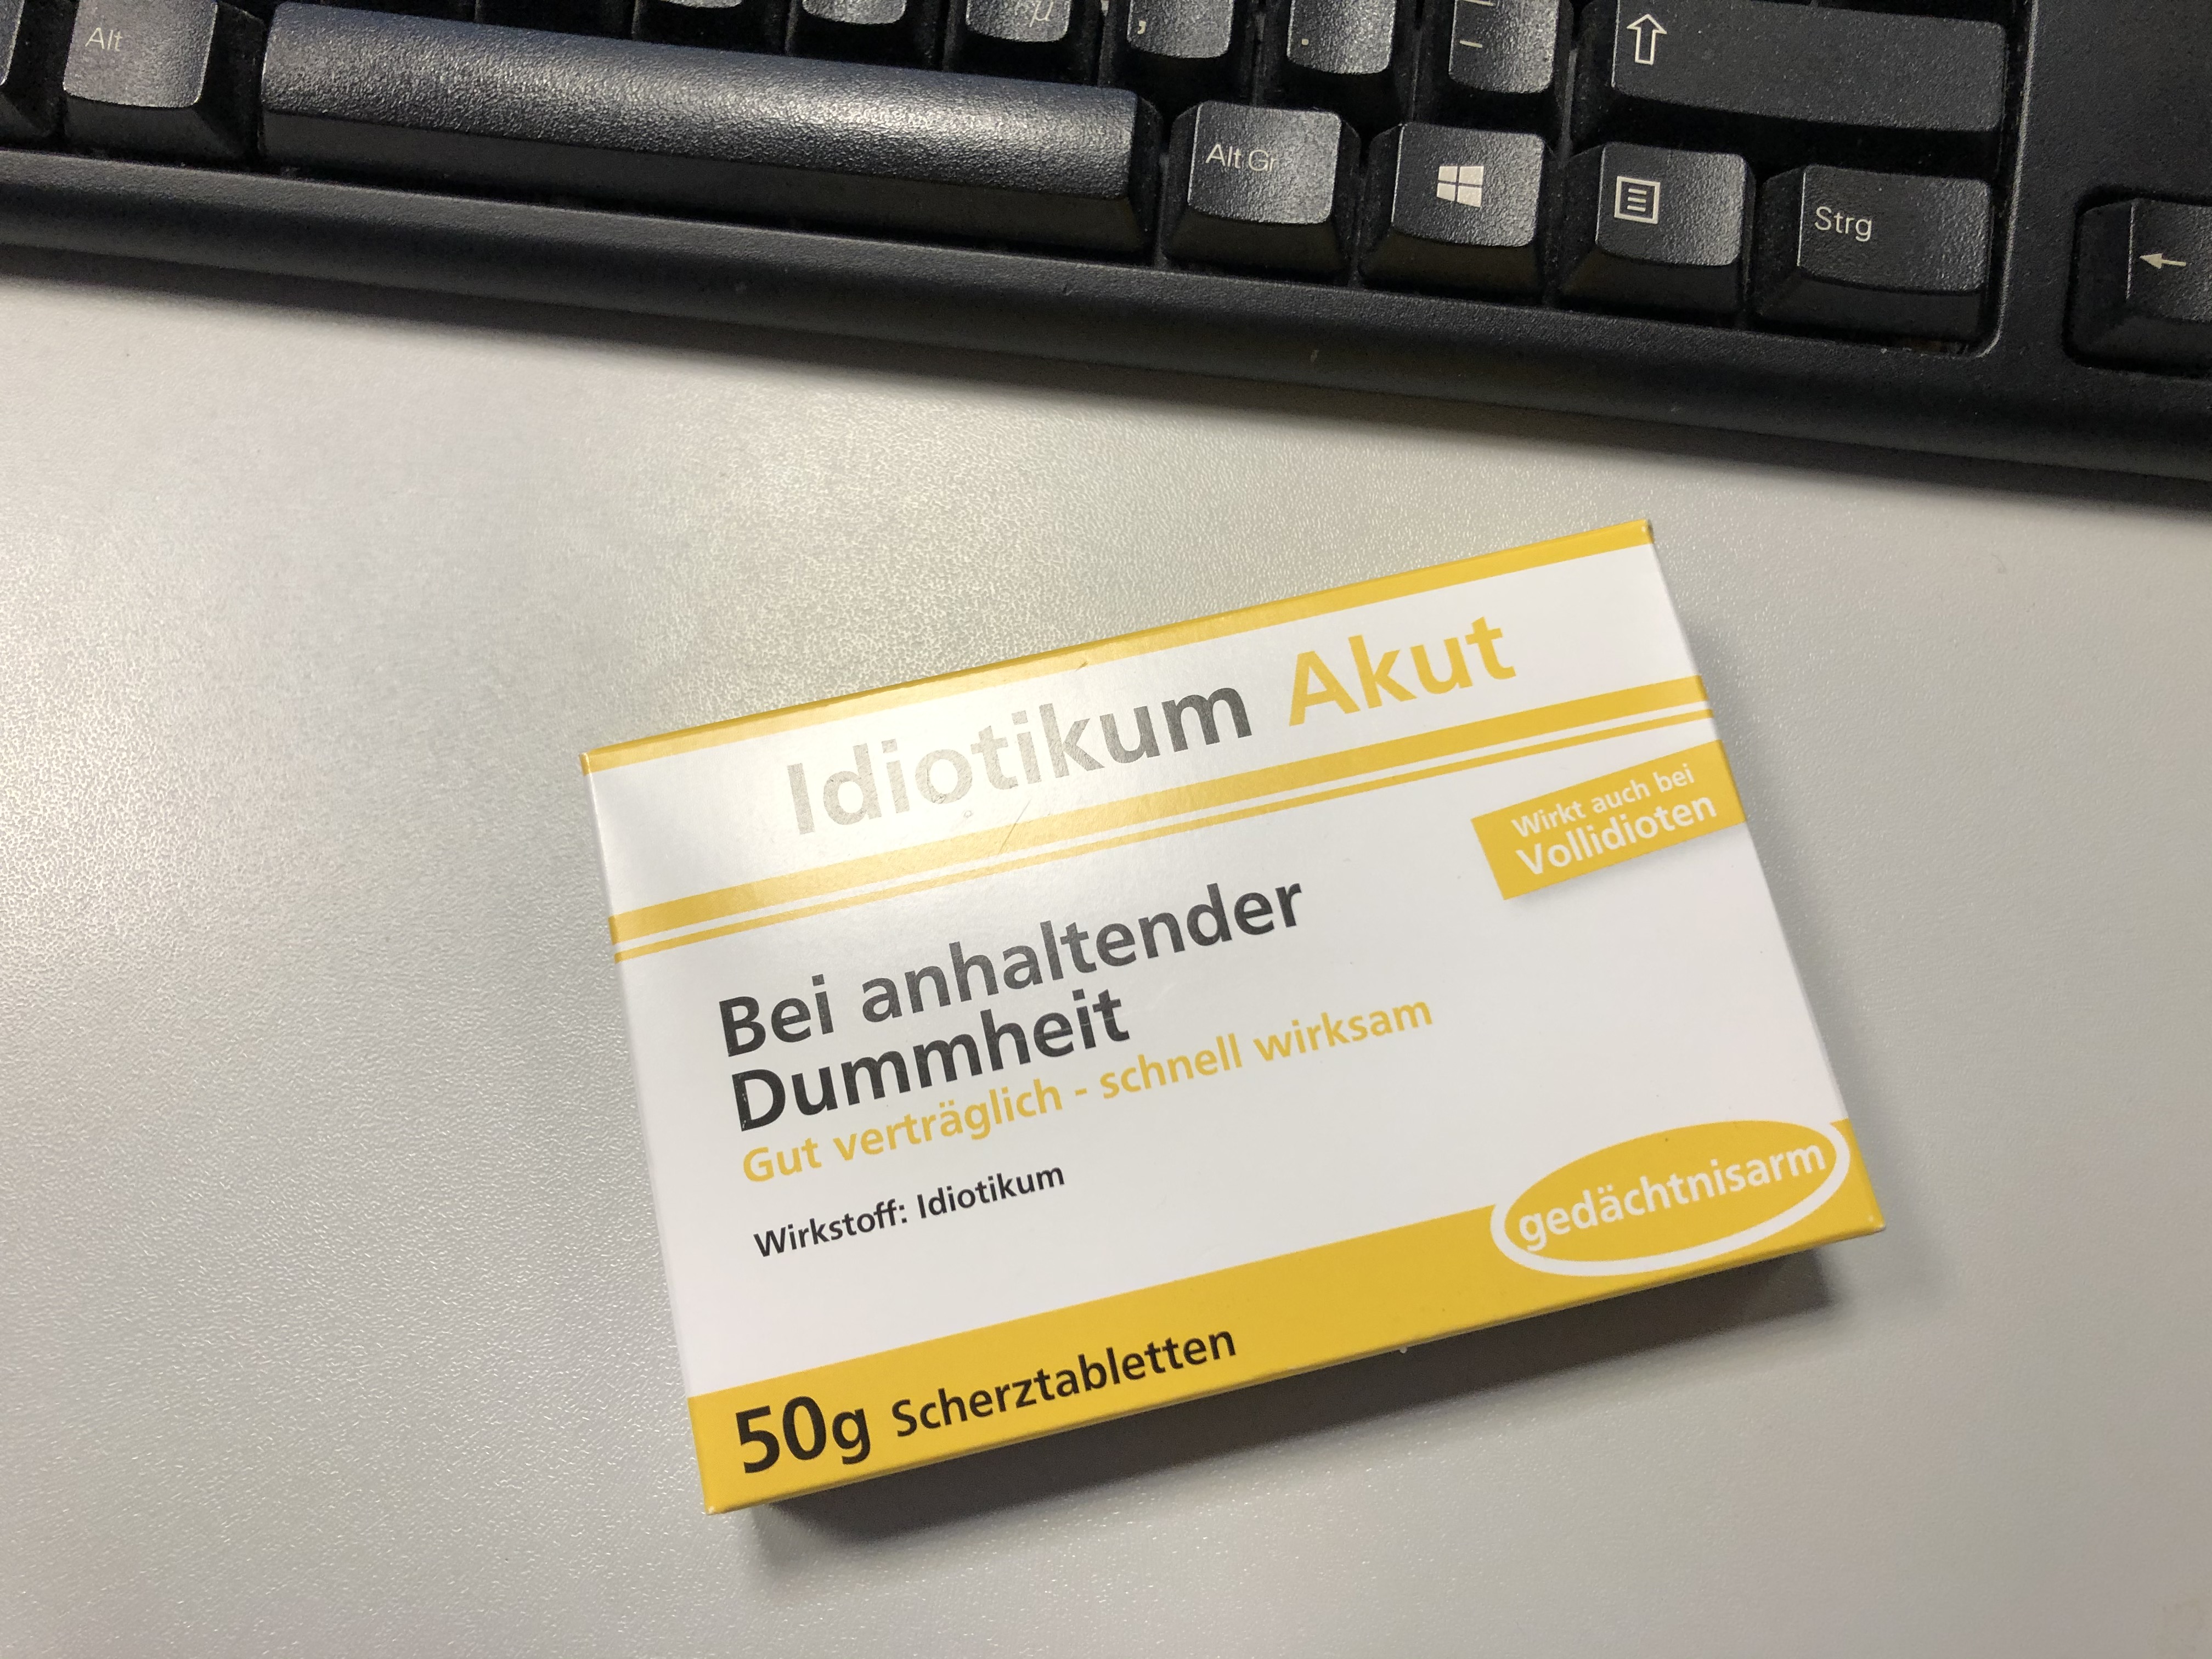 Alt
µ
,
.
-
Alt Gr
Strg
Idiotikum Akut
Wirkt auch bei
Vollidioten
Bei anhaltender
Dummheit
Gut verträglich - schnell wirksam
Wirkstoff: Idiotikum
gedächtnisarm
50g Scherztabletten